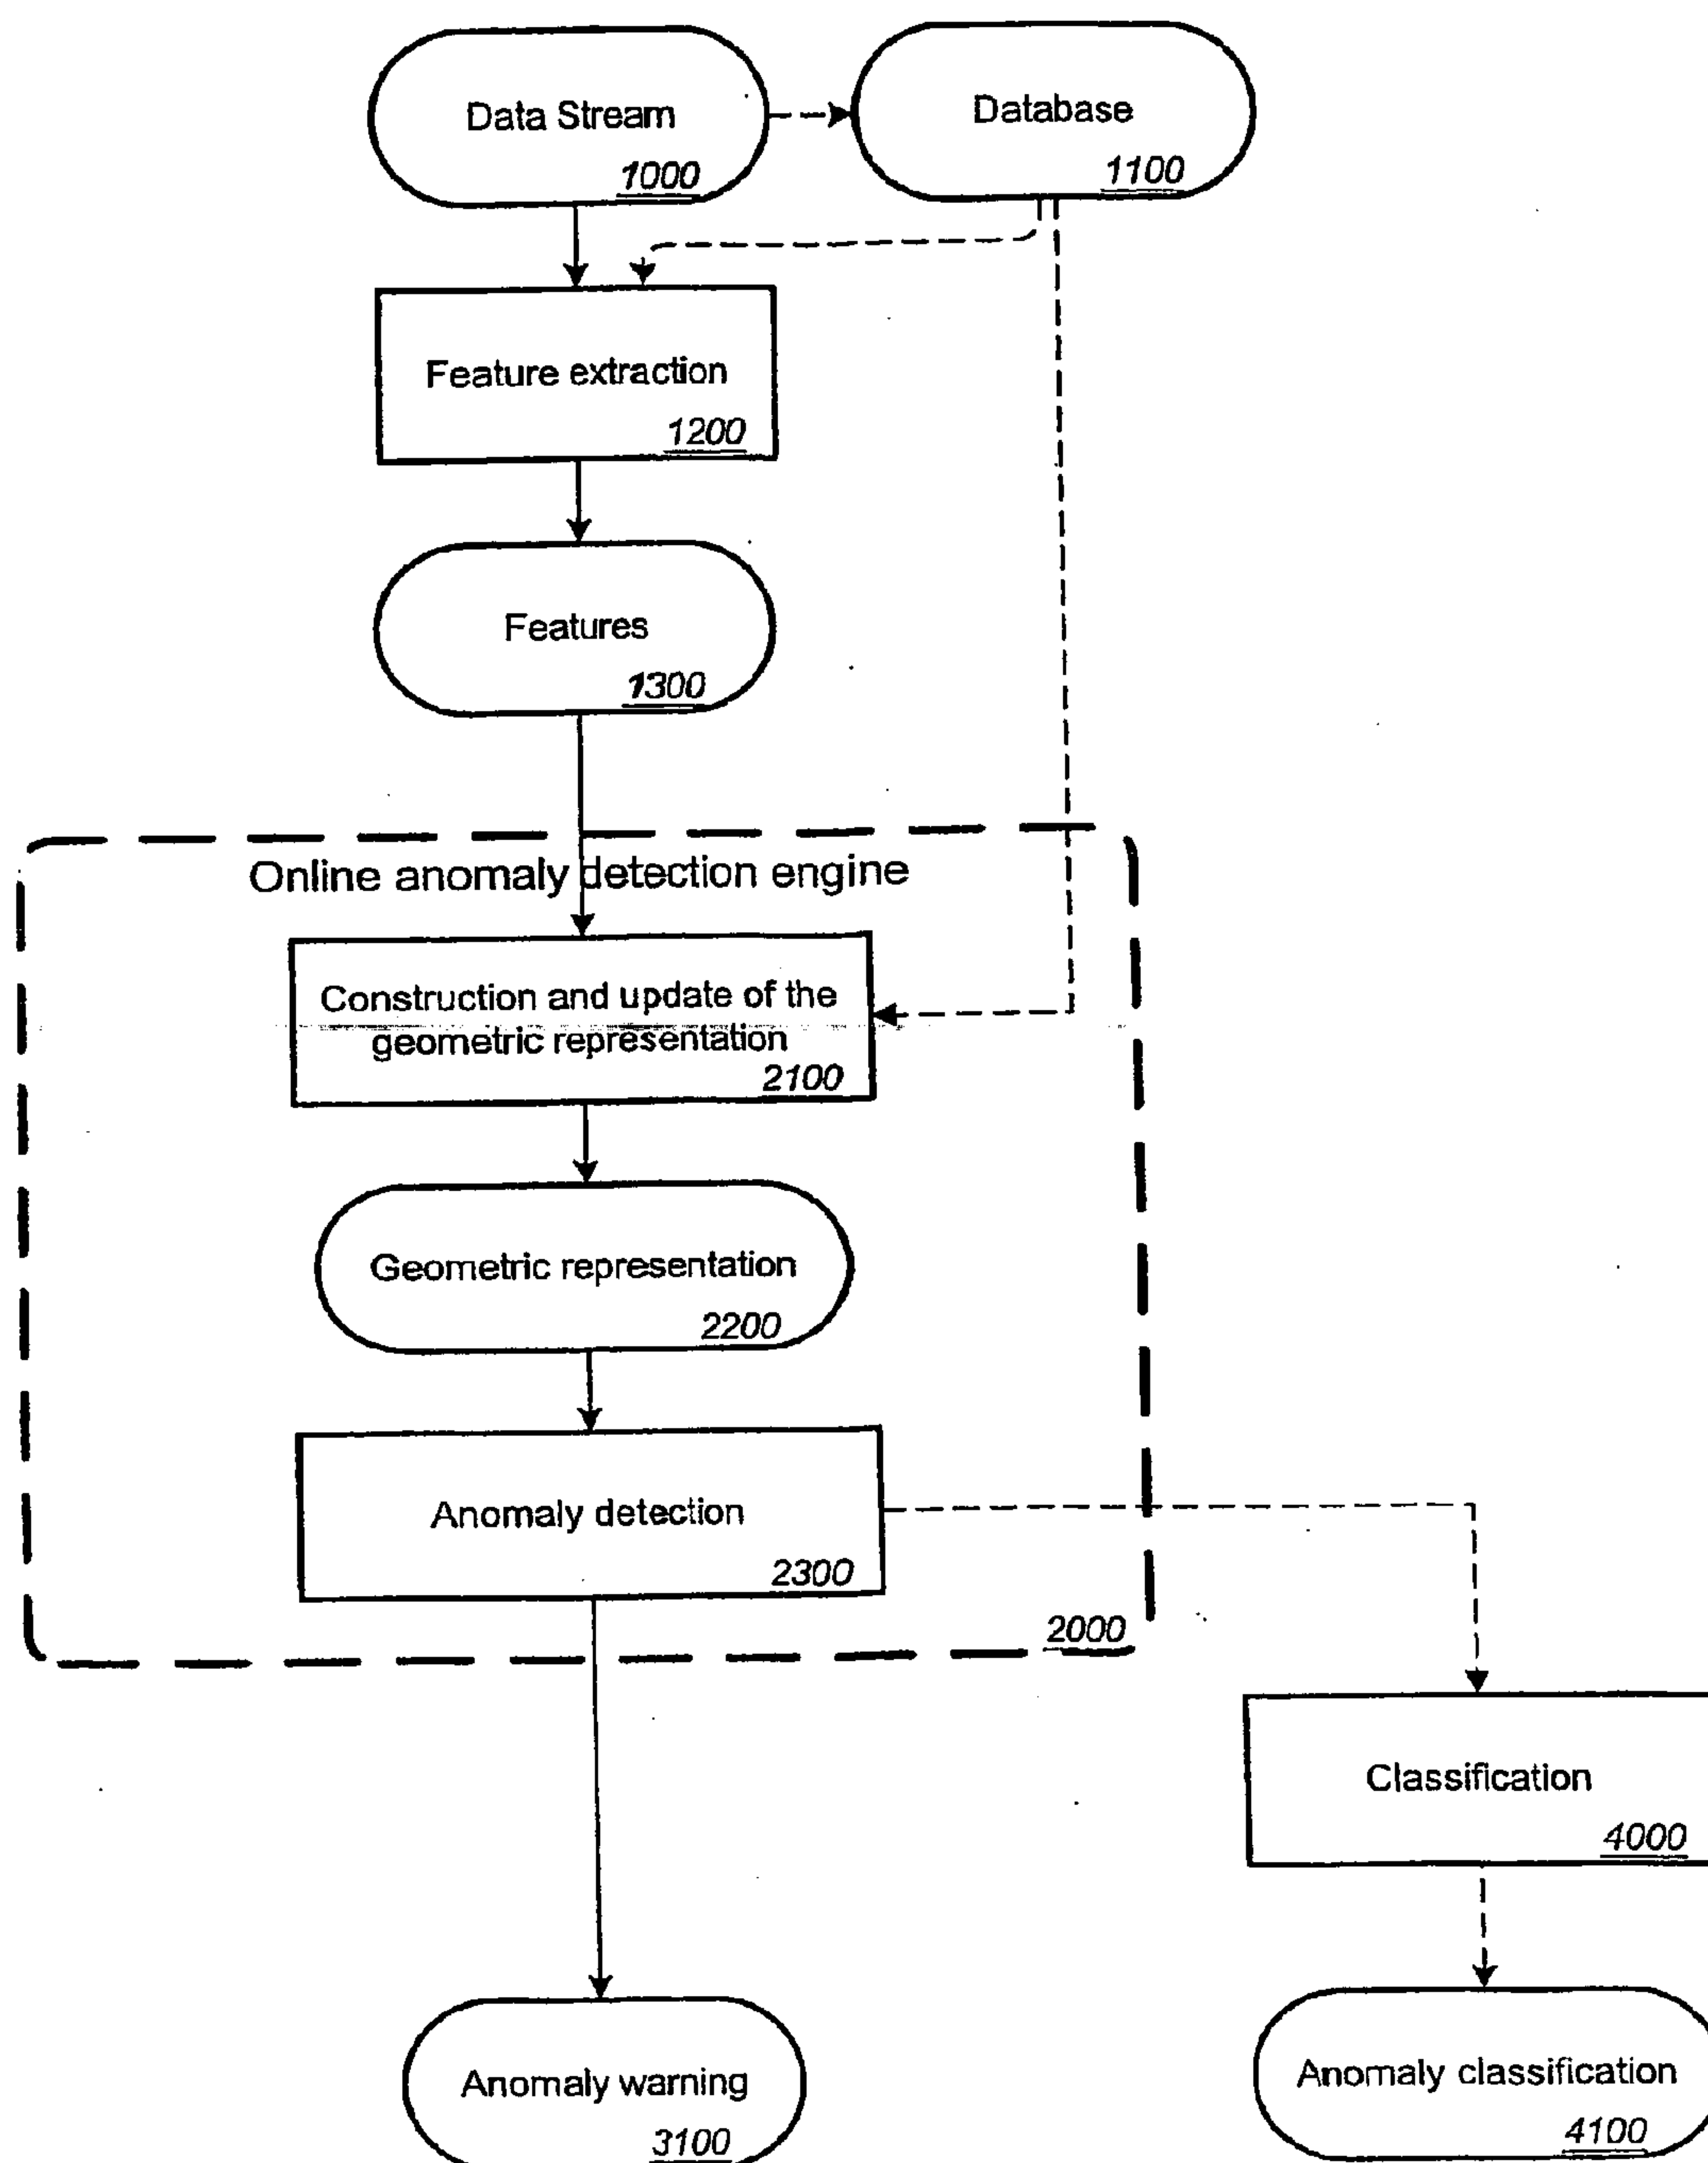 Data Stream
1000
Database
1100
Feature extraction
1200
Features
1300
Online anomaly detection engine
Construction and update of the
geometric representation
2100
Geometric representation
2200
Anomaly detection
2300
2000
Classification
4000
Anomaly warning
3100
Anomaly classification
4100